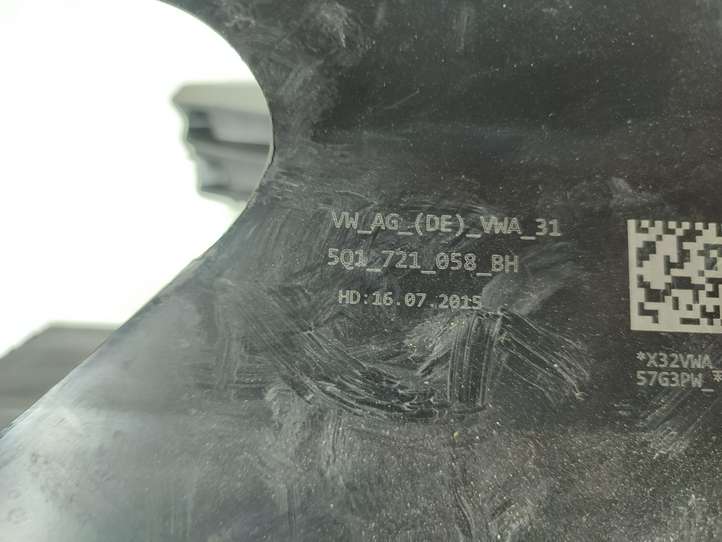 VW_AG_(DE)_VWA_31
5Q1_721_058_BH
HD:16.07.2015
*X32VWA_
57G3PW_